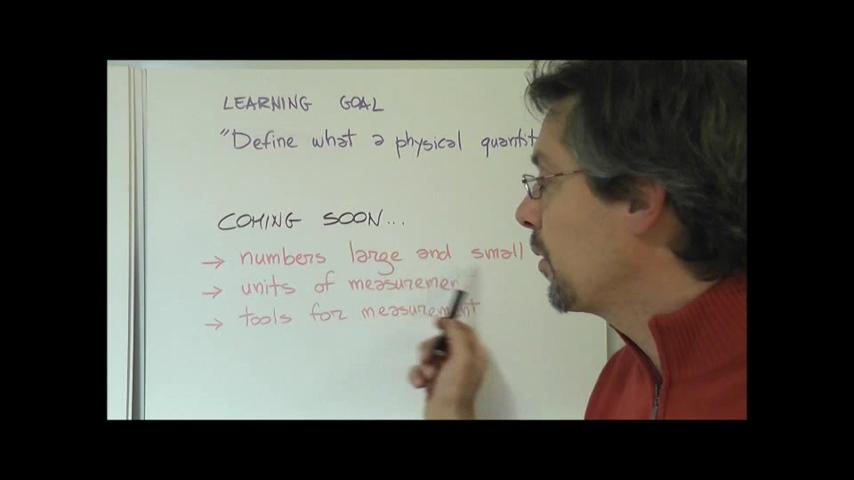 LEARNING GOAL
"Define what a physical quantit
COMING SOON...
→ numbers large and small
→ units of measuremen
→ tools for measurement